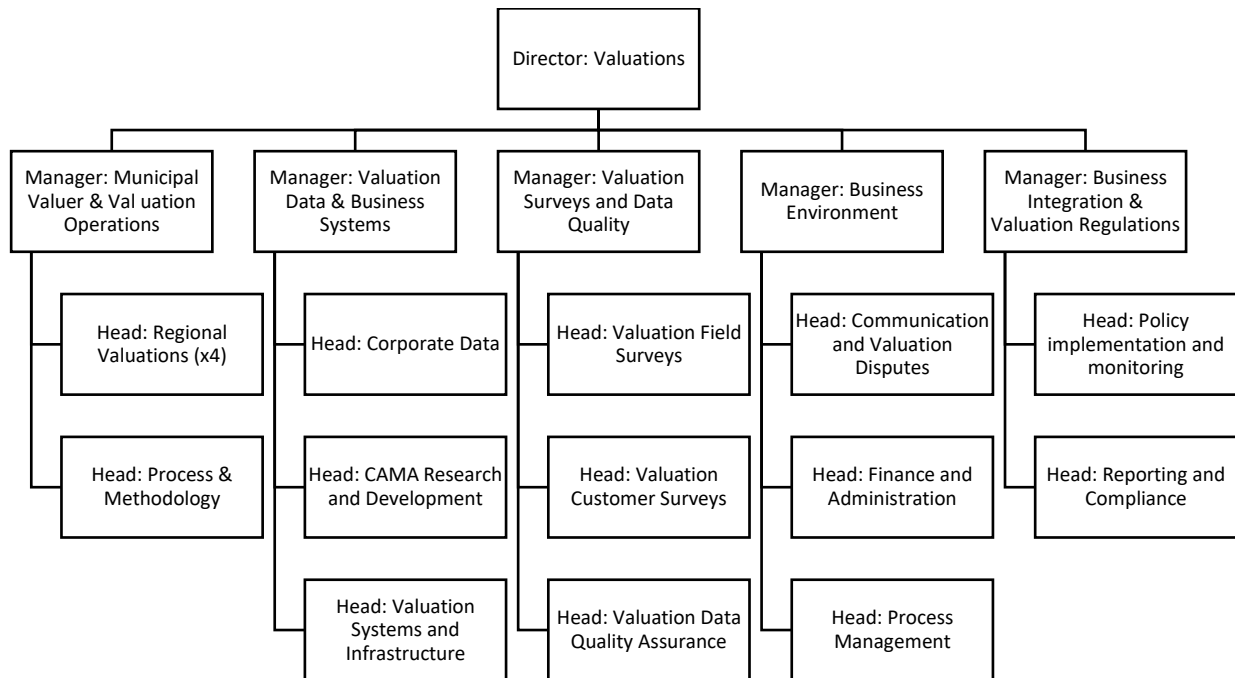 Director: Valuations
Manager: Municipal
Valuer & Val uation
Operations
Manager: Valuation
Data & Business
Systems
Manager: Valuation
Surveys and Data
Quality
Manager: Business
Environment
Manager: Business
Integration &
Valuation Regulations
Head: Regional
Valuations (x4)
Head: Corporate Data
Head: Valuation Field
Surveys
Head: Communication
and Valuation
Disputes
Head: Policy
implementation and
monitoring
Head: Process &
Methodology
Head: CAMA Research
and Development
Head: Valuation
Customer Surveys
Head: Finance and
Administration
Head: Reporting and
Compliance
Head: Valuation
Systems and
Infrastructure
Head: Valuation Data
Quality Assurance
Head: Process
Management